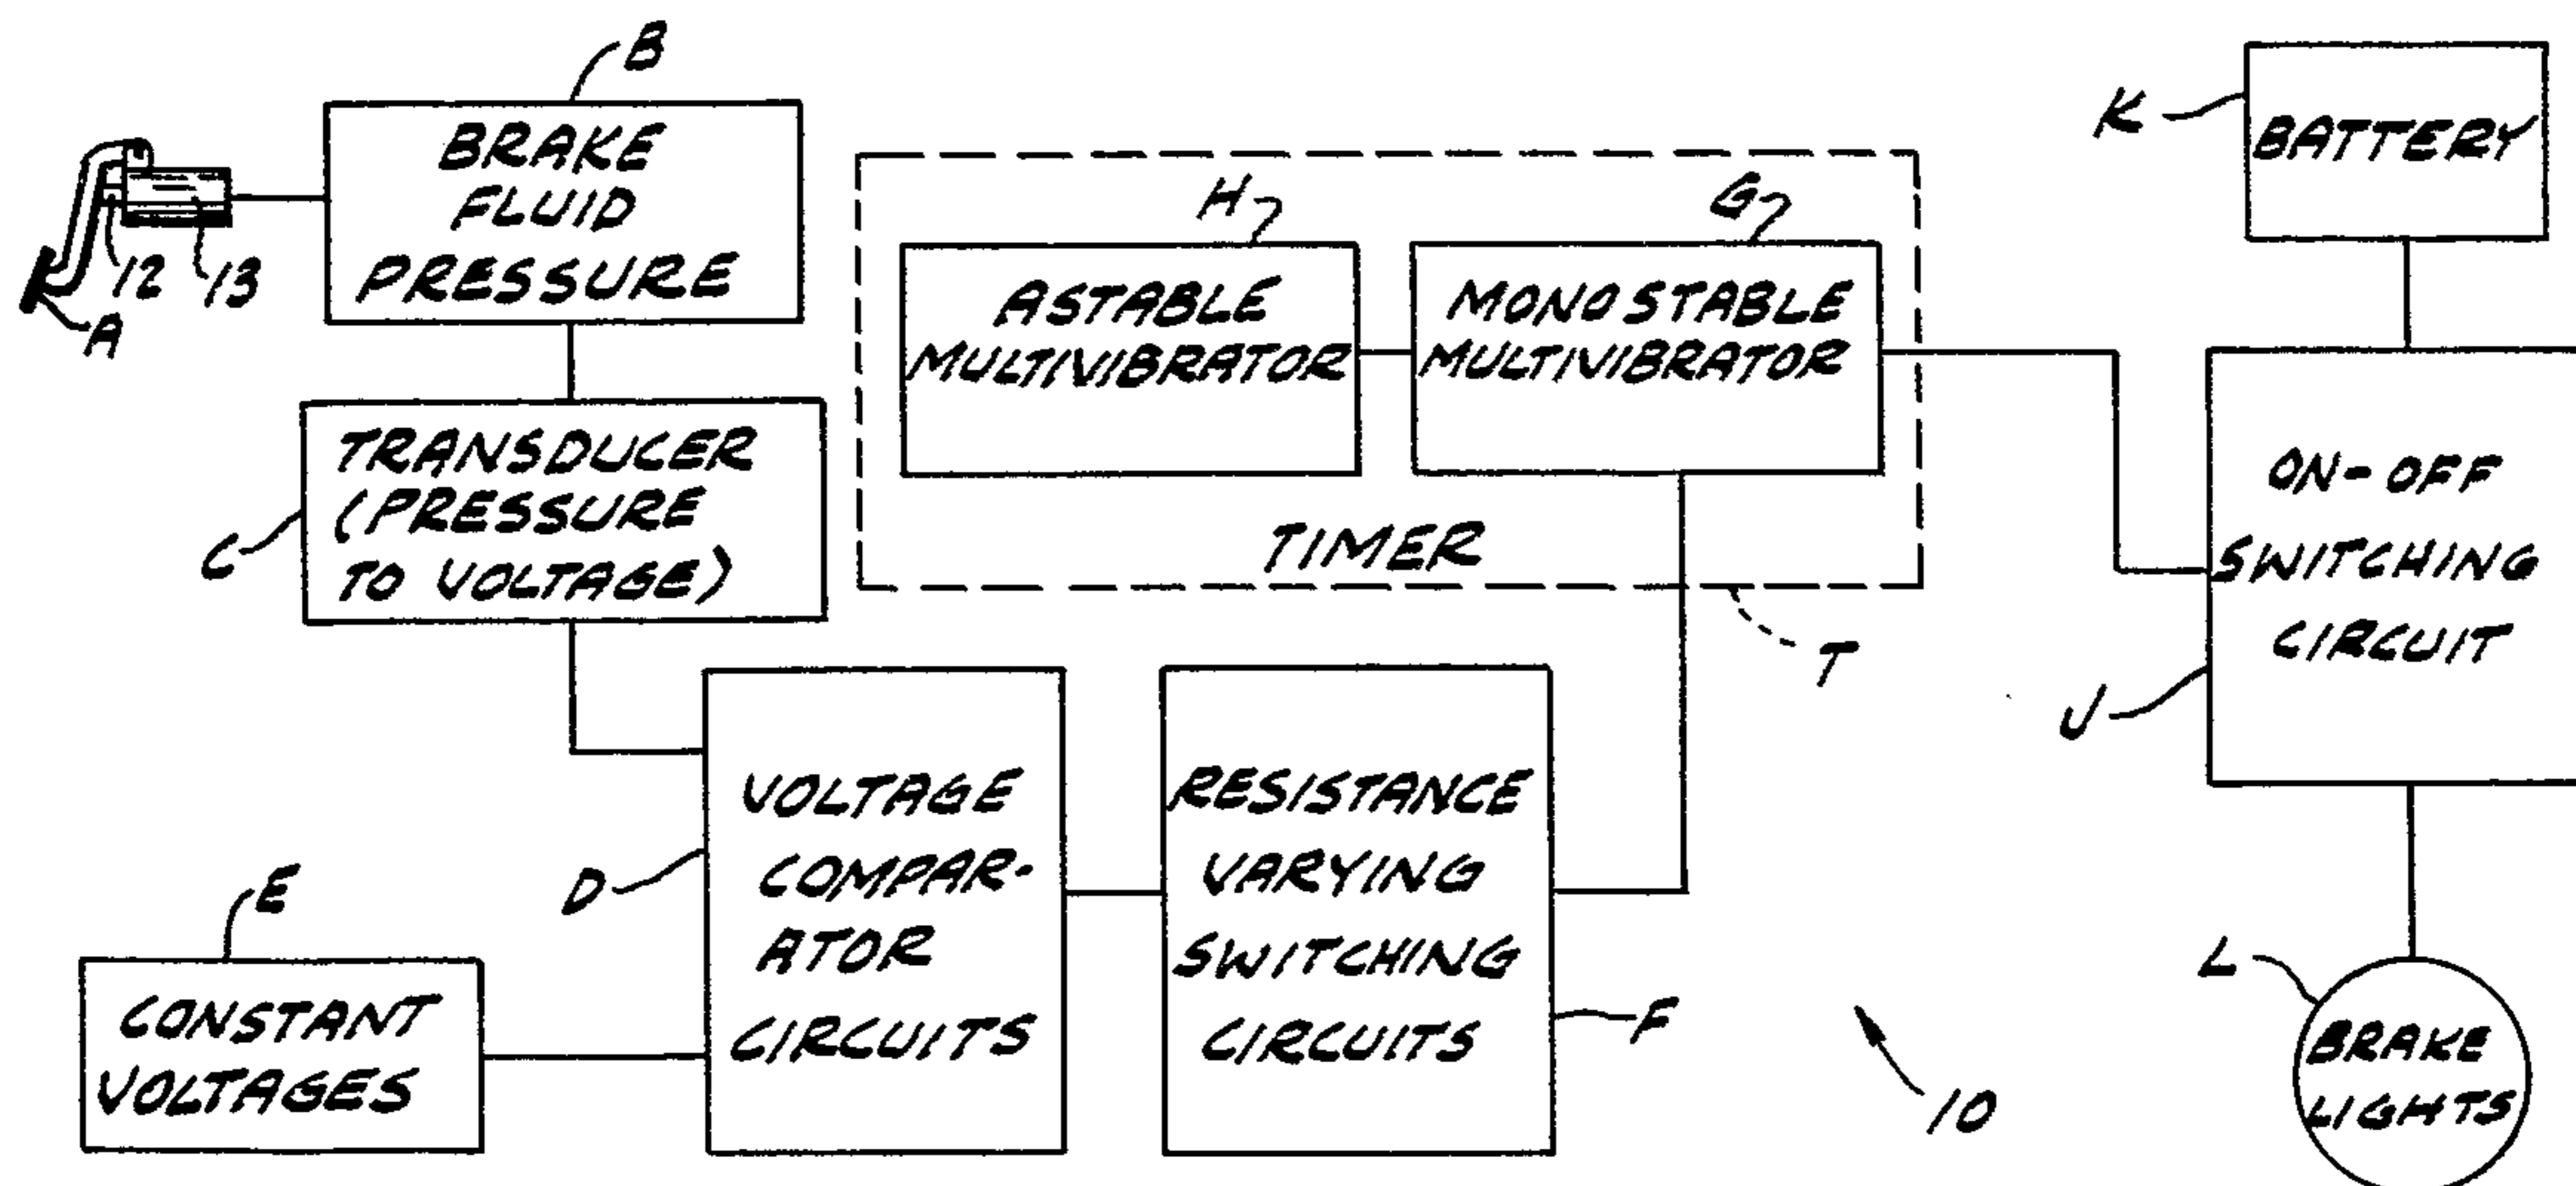 B
BRAKE
FLUID
PRESSURE
12
13
A
C
TRANSDUCER
(PRESSURE
TO VOLTAGE)
H
G
ASTABLE
MULTIVIBRATOR
MONOSTABLE
MULTIVIBRATOR
TIMER
T
K
BATTERY
ON-OFF
SWITCHING
CIRCUIT
J
E
CONSTANT
VOLTAGES
D
VOLTAGE
COMPAR-
ATOR
CIRCUITS
RESISTANCE
VARYING
SWITCHING
CIRCUITS
F
10
L
BRAKE
LIGHTS